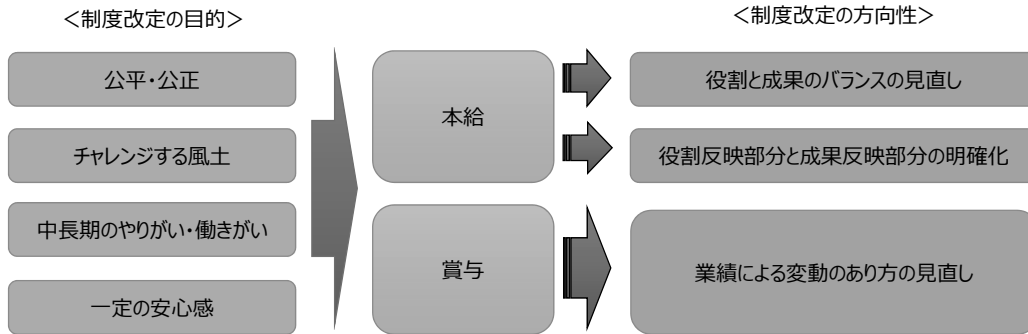 ＜制度改定の目的＞
公平・公正
チャレンジする風土
中長期のやりがい・働きがい
一定の安心感
本給
賞与
＜制度改定の方向性＞
役割と成果のバランスの見直し
役割反映部分と成果反映部分の明確化
業績による変動のあり方の見直し